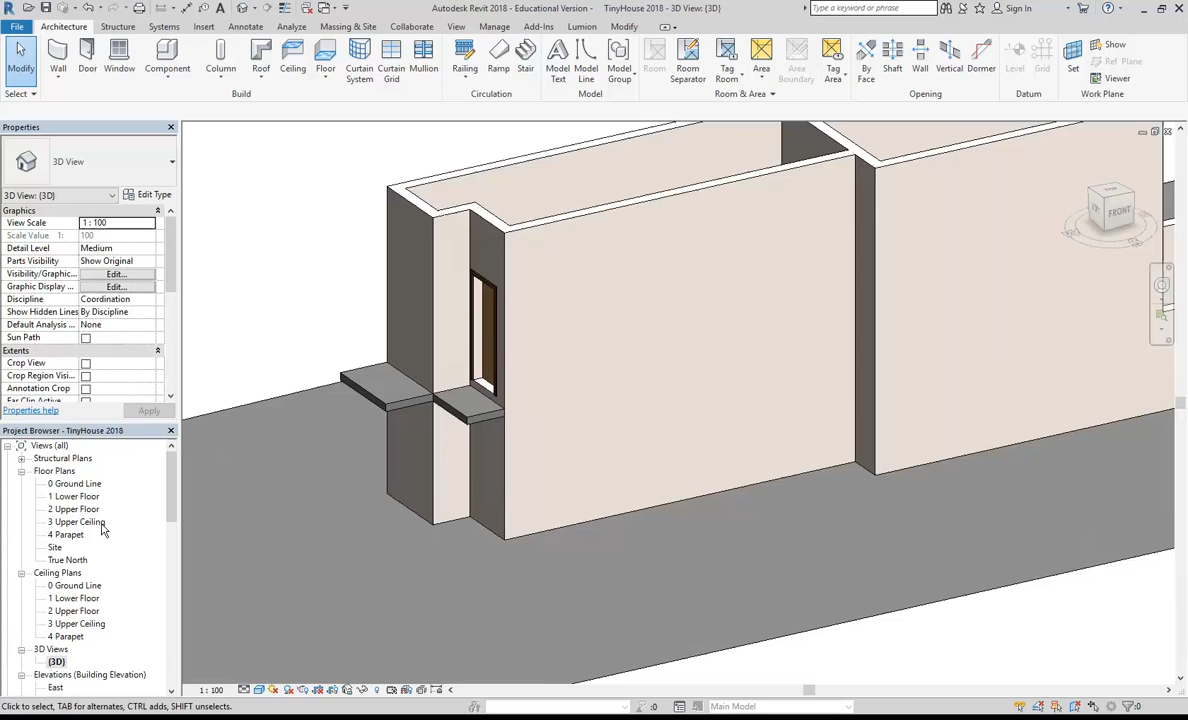 Autodesk Revit 2018 - Educational Version - TinyHouse 2018 - 3D View: {3D}
Type a keyword or phrase
Sign In
File Architecture Structure Systems Insert Annotate Analyze Massing & Site Collaborate View Manage Add-Ins Lumion Modify
Modify Wall Door Window Component Column Roof Ceiling Floor Curtain System Curtain Grid Mullion Railing Ramp Stair Model Text Model Line Model Group Room Room Separator Tag Room Area Area Boundary Tag Area By Face Shaft Wall Vertical Dormer Level Grid Set Show Ref Plane Viewer
Select Build Circulation Model Room & Area Opening Datum Work Plane
Properties
3D View
3D View: {3D} Edit Type
Graphics
View Scale 1 : 100
Scale Value 1: 100
Detail Level Medium
Parts Visibility Show Original
Visibility/Graphic... Edit...
Graphic Display ... Edit...
Discipline Coordination
Show Hidden Lines By Discipline
Default Analysis ... None
Sun Path
Extents
Crop View
Crop Region Visi...
Annotation Crop
Far Clip Active
Properties help Apply
Project Browser - TinyHouse 2018
Views (all)
Structural Plans
Floor Plans
0 Ground Line
1 Lower Floor
2 Upper Floor
3 Upper Ceiling
4 Parapet
Site
True North
Ceiling Plans
0 Ground Line
1 Lower Floor
2 Upper Floor
3 Upper Ceiling
4 Parapet
3D Views
{3D}
Elevations (Building Elevation)
East
FRONT
1 : 100
Click to select, TAB for alternates, CTRL adds, SHIFT unselects.
:0
Main Model
:0